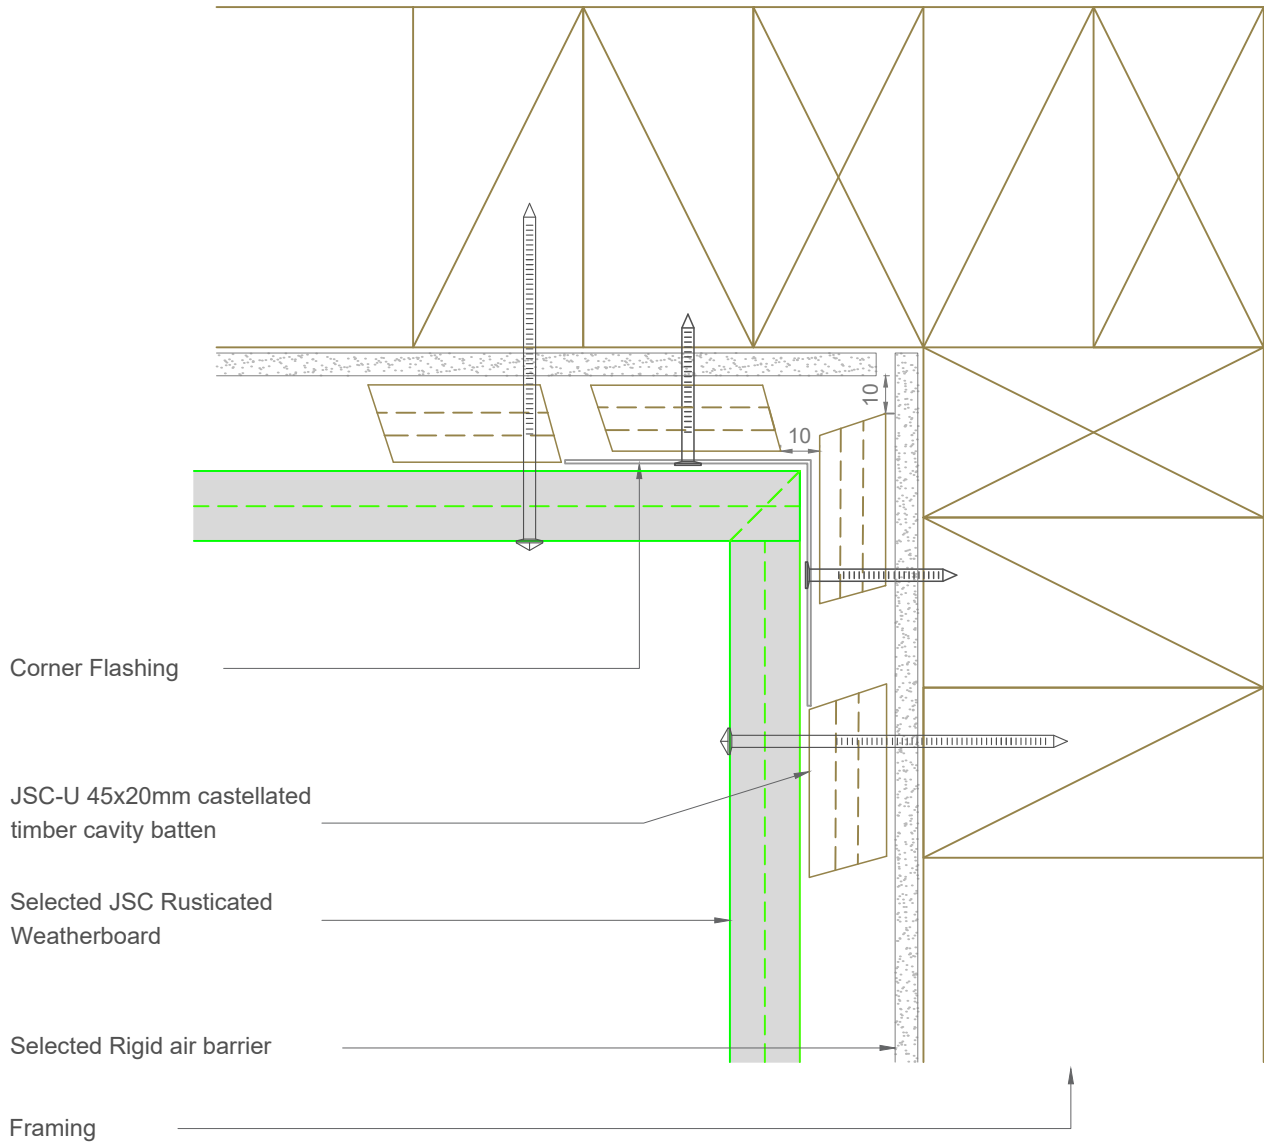 10
10
Corner Flashing
JSC-U 45x20mm castellated
timber cavity batten
Selected JSC Rusticated
Weatherboard
Selected Rigid air barrier
Framing